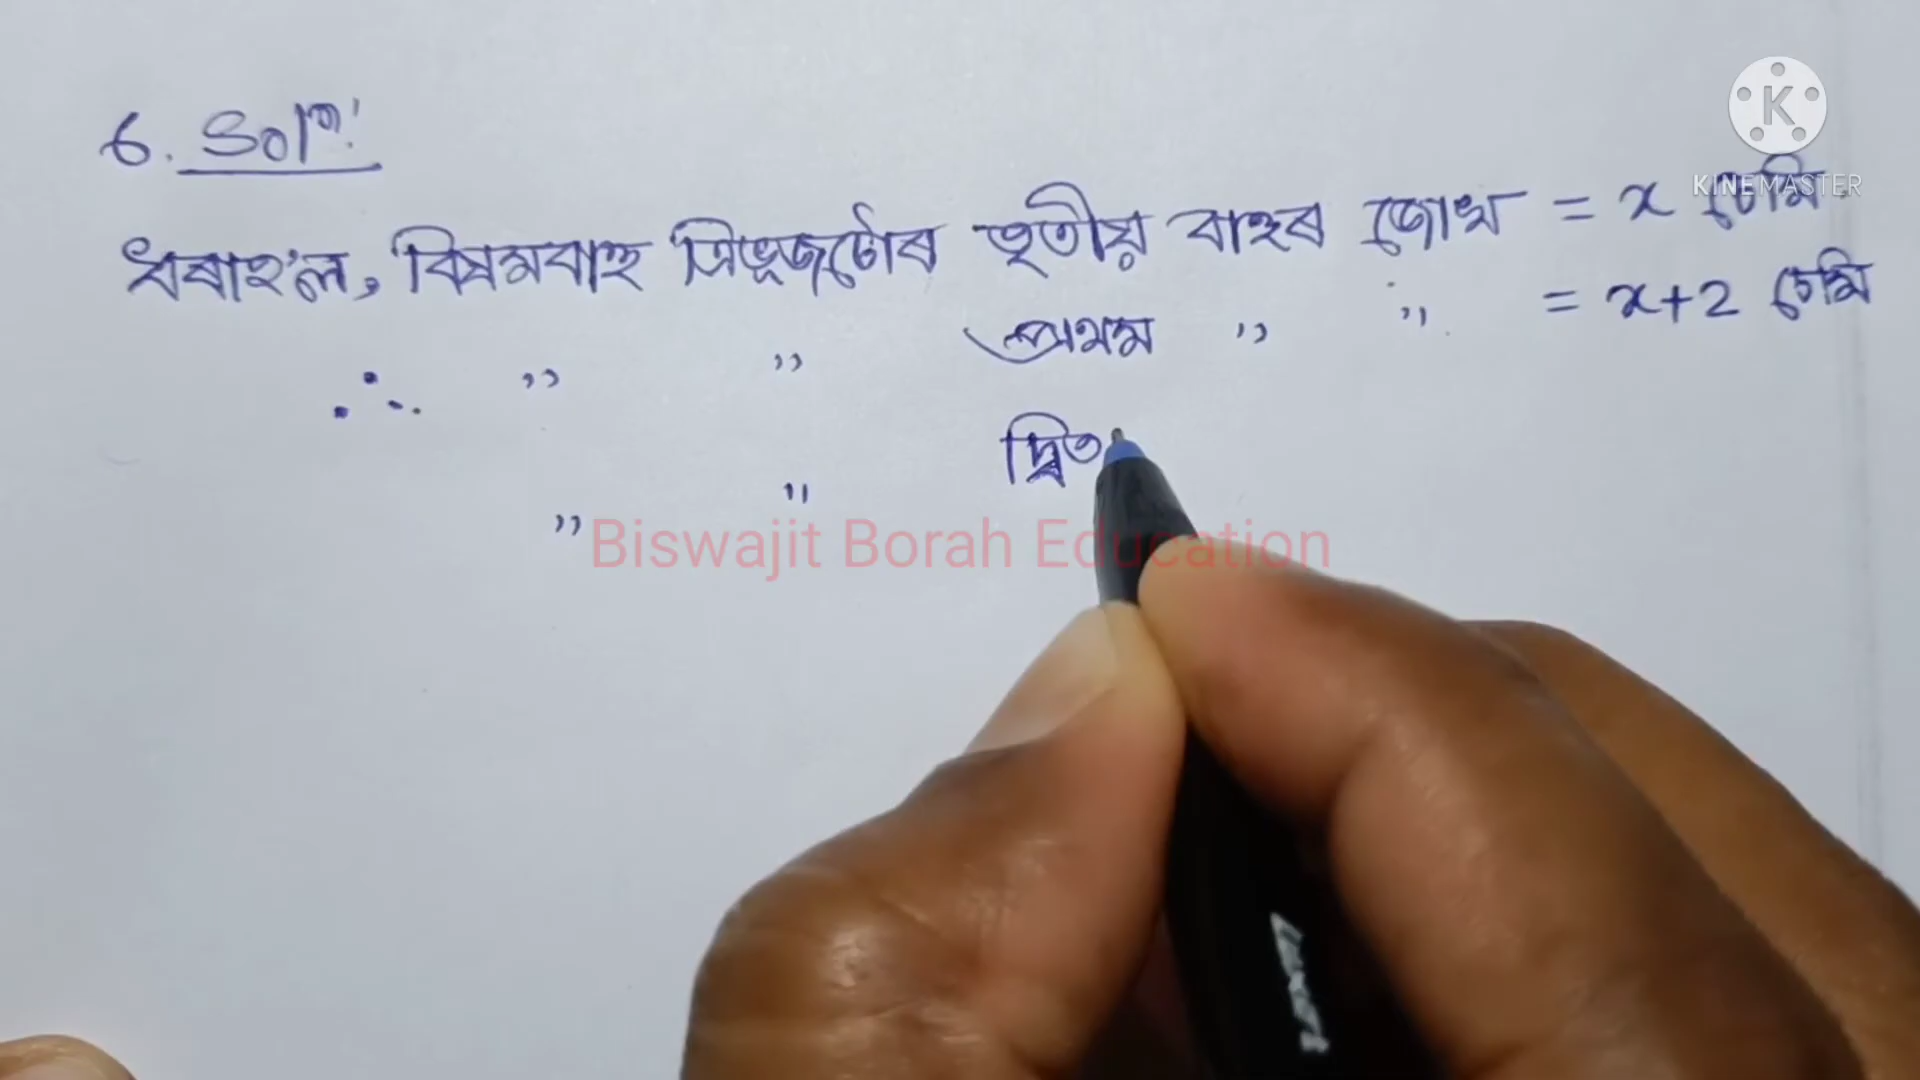 6. Solⁿ:
ধৰাহ'ল, বিষমবাহু ত্ৰিভূজটোৰ তৃতীয় বাহুৰ জোখ = x চেমি.
∴ " " প্ৰথম " " = x+2 চেমি
" " দ্বিত
Biswajit Borah Education
KINEMASTER